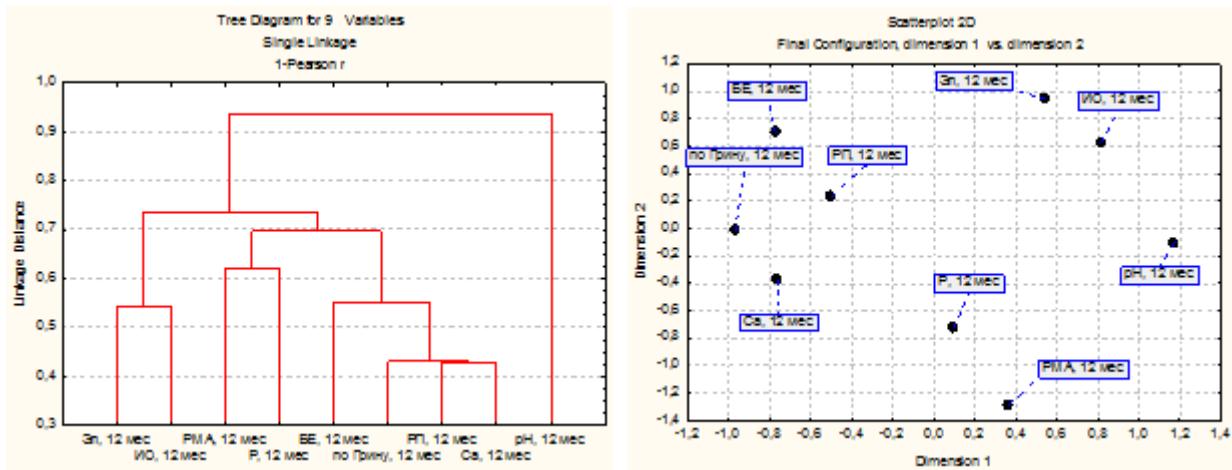 Tree Diagram for 9 Variables
Single Linkage
1-Pearson r
1,0
0,9
0,8
0,7
0,6
0,5
0,4
0,3
Linkage Distance
Эл, 12 мес
РМА, 12 мес
БЕ, 12 мес
РП, 12 мес
рН, 12 мес
ИО, 12 мес
Р, 12 мес
по Грину, 12 мес
Са, 12 мес
Scatterplot 2D
Final Configuration, dimension 1 vs. dimension 2
1,2
1,0
0,8
0,6
0,4
0,2
0,0
-0,2
-0,4
-0,6
-0,8
-1,0
-1,2
-1,4
Dimension 2
БЕ, 12 мес
Эл, 12 мес
ИО, 12 мес
по Грину, 12 мес
РП, 12 мес
рН, 12 мес
Р, 12 мес
Са, 12 мес
РМА, 12 мес
-1,2 -1,0 -0,8 -0,6 -0,4 -0,2 0,0 0,2 0,4 0,6 0,8 1,0 1,2 1,4
Dimension 1